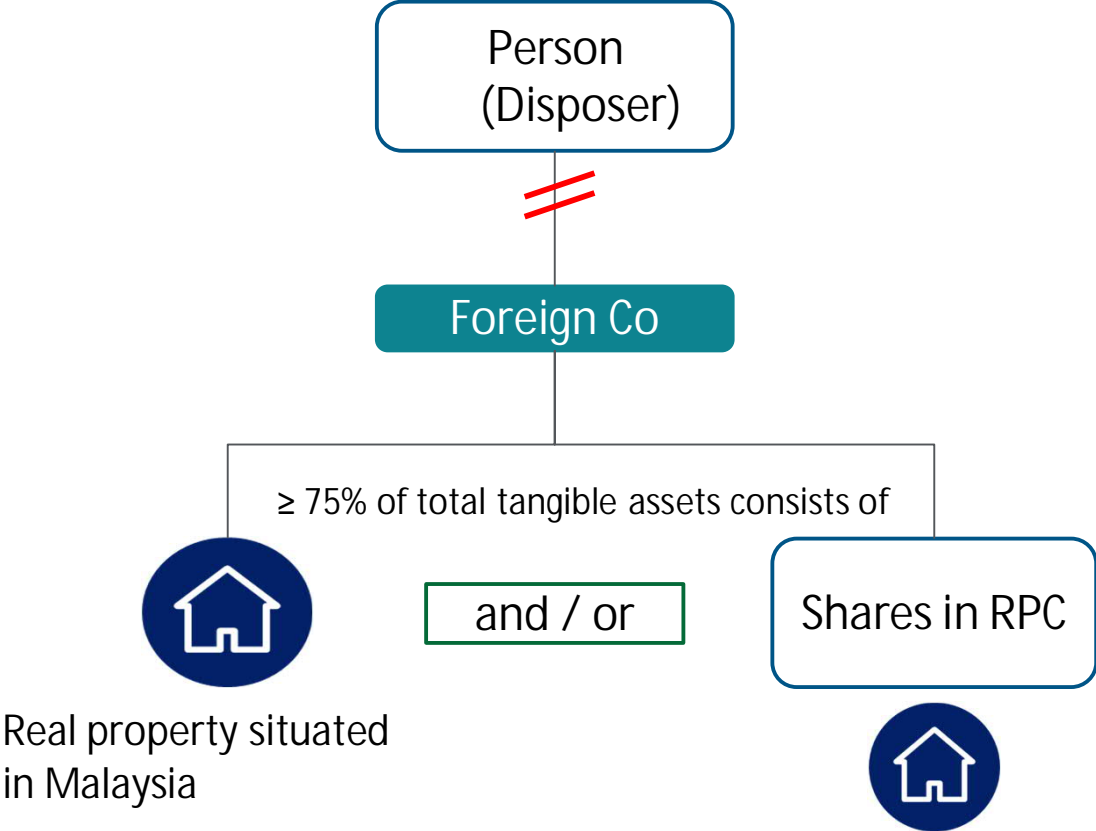 Person
(Disposer)
Foreign Co
≥ 75% of total tangible assets consists of
and / or
Shares in RPC
Real property situated
in Malaysia